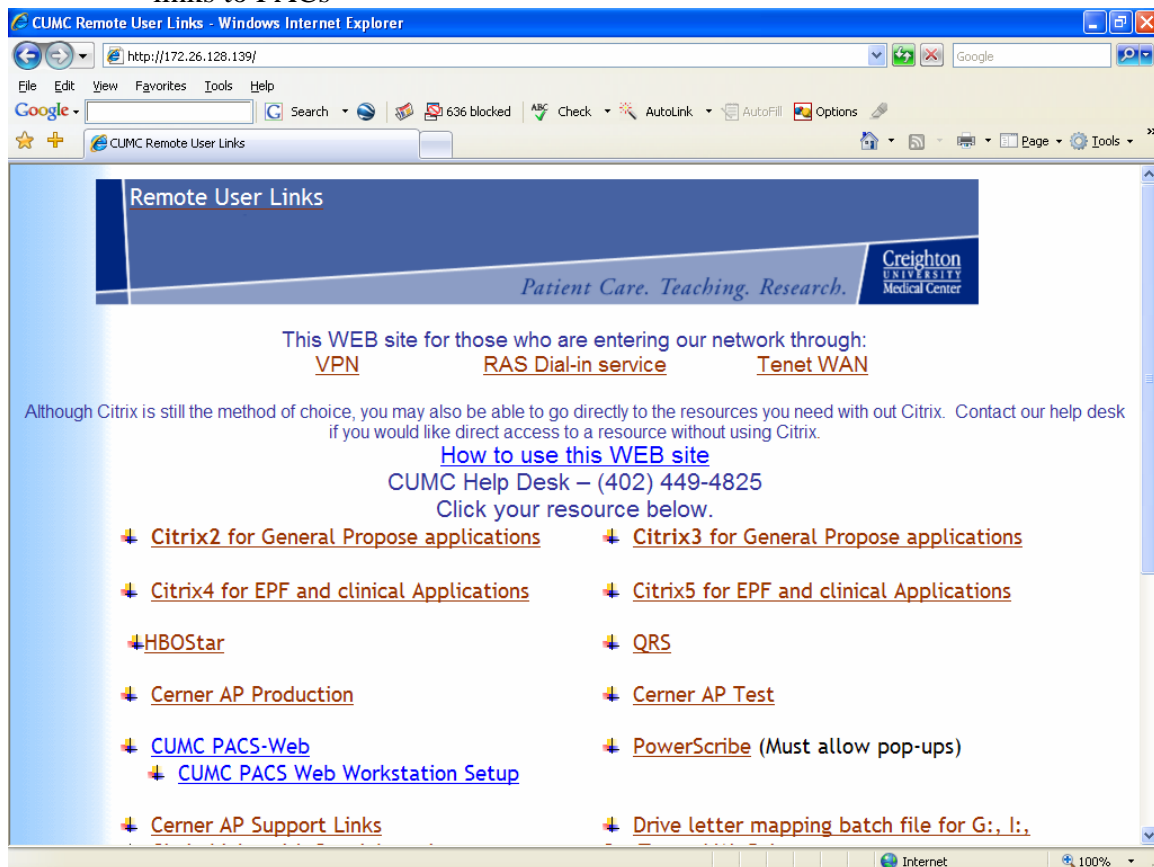 links to PACs
CUMC Remote User Links - Windows Internet Explorer
http://172.26.128.139/
Google
File Edit View Favorites Tools Help
Google Search 636 blocked ABC Check AutoLink AutoFill Options
CUMC Remote User Links
Page Tools »
Remote User Links
Creighton
UNIVERSITY
Medical Center
Patient Care. Teaching. Research.
This WEB site for those who are entering our network through:
VPN RAS Dial-in service Tenet WAN
Although Citrix is still the method of choice, you may also be able to go directly to the resources you need with out Citrix. Contact our help desk
if you would like direct access to a resource without using Citrix.
How to use this WEB site
CUMC Help Desk – (402) 449-4825
Click your resource below.
Citrix2 for General Propose applications Citrix3 for General Propose applications
Citrix4 for EPF and clinical Applications Citrix5 for EPF and clinical Applications
HBOStar QRS
Cerner AP Production Cerner AP Test
CUMC PACS-Web PowerScribe (Must allow pop-ups)
CUMC PACS Web Workstation Setup
Cerner AP Support Links Drive letter mapping batch file for G:, I:,
Internet 100%